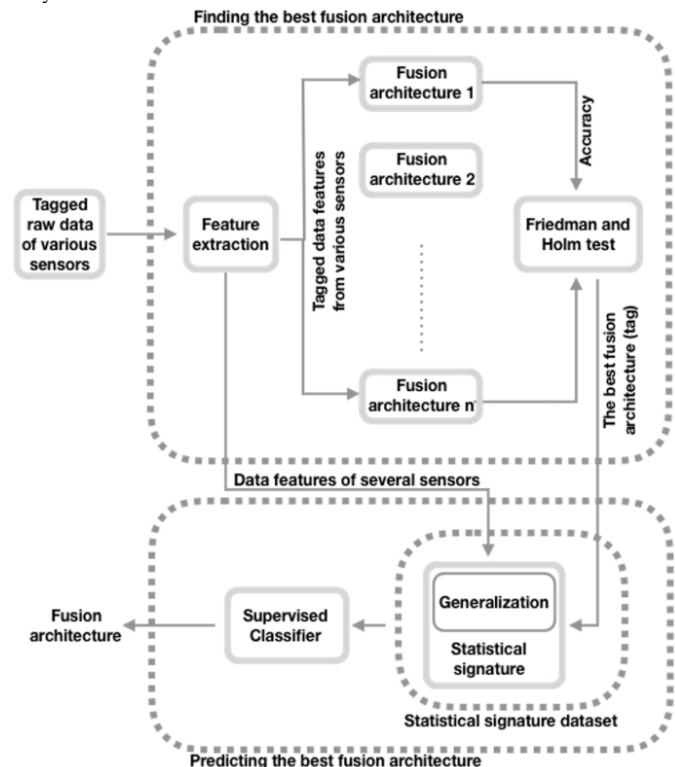 Finding the best fusion architecture
Fusion
architecture 1
Accuracy
Fusion
architecture 2
Tagged
raw data
of various
sensors
Feature
extraction
Tagged data features
from various sensors
Friedman and
Holm test
Fusion
architecture n
The best fusion
architecture (tag)
Data features of several sensors
Generalization
Statistical
signature
Supervised
Classifier
Fusion
architecture
Statistical signature dataset
Predicting the best fusion architecture